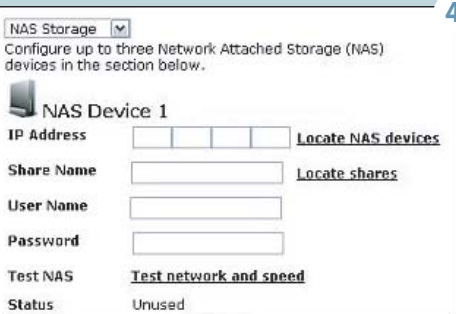 4
NAS Storage
Configure up to three Network Attached Storage (NAS)
devices in the section below.
NAS Device 1
IP Address Locate NAS devices
Share Name Locate shares
User Name
Password
Test NAS Test network and speed
Status Unused